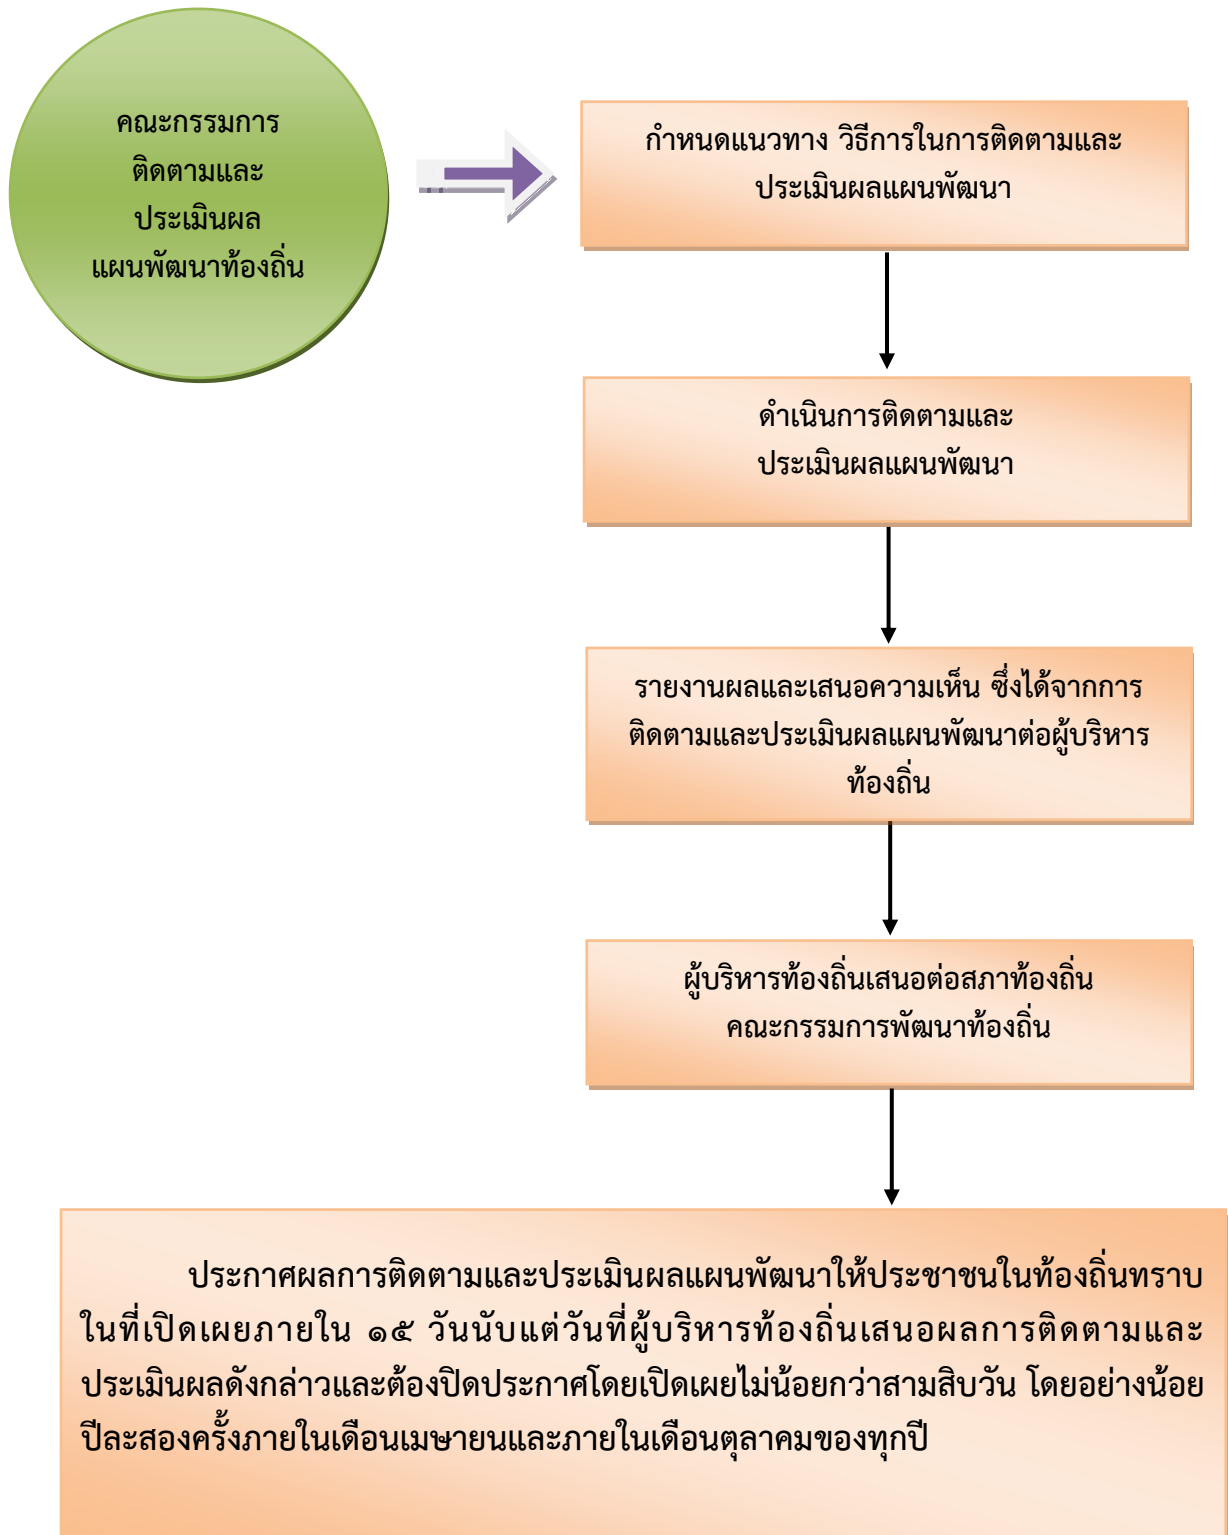 คณะกรรมการ
ติดตามและ
ประเมินผล
แผนพัฒนาท้องถิ่น
กำหนดแนวทาง วิธีการในการติดตามและ
ประเมินผลแผนพัฒนา
ดำเนินการติดตามและ
ประเมินผลแผนพัฒนา
รายงานผลและเสนอความเห็น ซึ่งได้จากการ
ติดตามและประเมินผลแผนพัฒนาต่อผู้บริหาร
ท้องถิ่น
ผู้บริหารท้องถิ่นเสนอต่อสภาท้องถิ่น
คณะกรรมการพัฒนาท้องถิ่น
ประกาศผลการติดตามและประเมินผลแผนพัฒนาให้ประชาชนในท้องถิ่นทราบ
ในที่เปิดเผยภายใน ๑๕ วันนับแต่วันที่ผู้บริหารท้องถิ่นเสนอผลการติดตามและ
ประเมินผลดังกล่าวและต้องปิดประกาศโดยเปิดเผยไม่น้อยกว่าสามสิบวัน โดยอย่างน้อย
ปีละสองครั้งภายในเดือนเมษายนและภายในเดือนตุลาคมของทุกปี